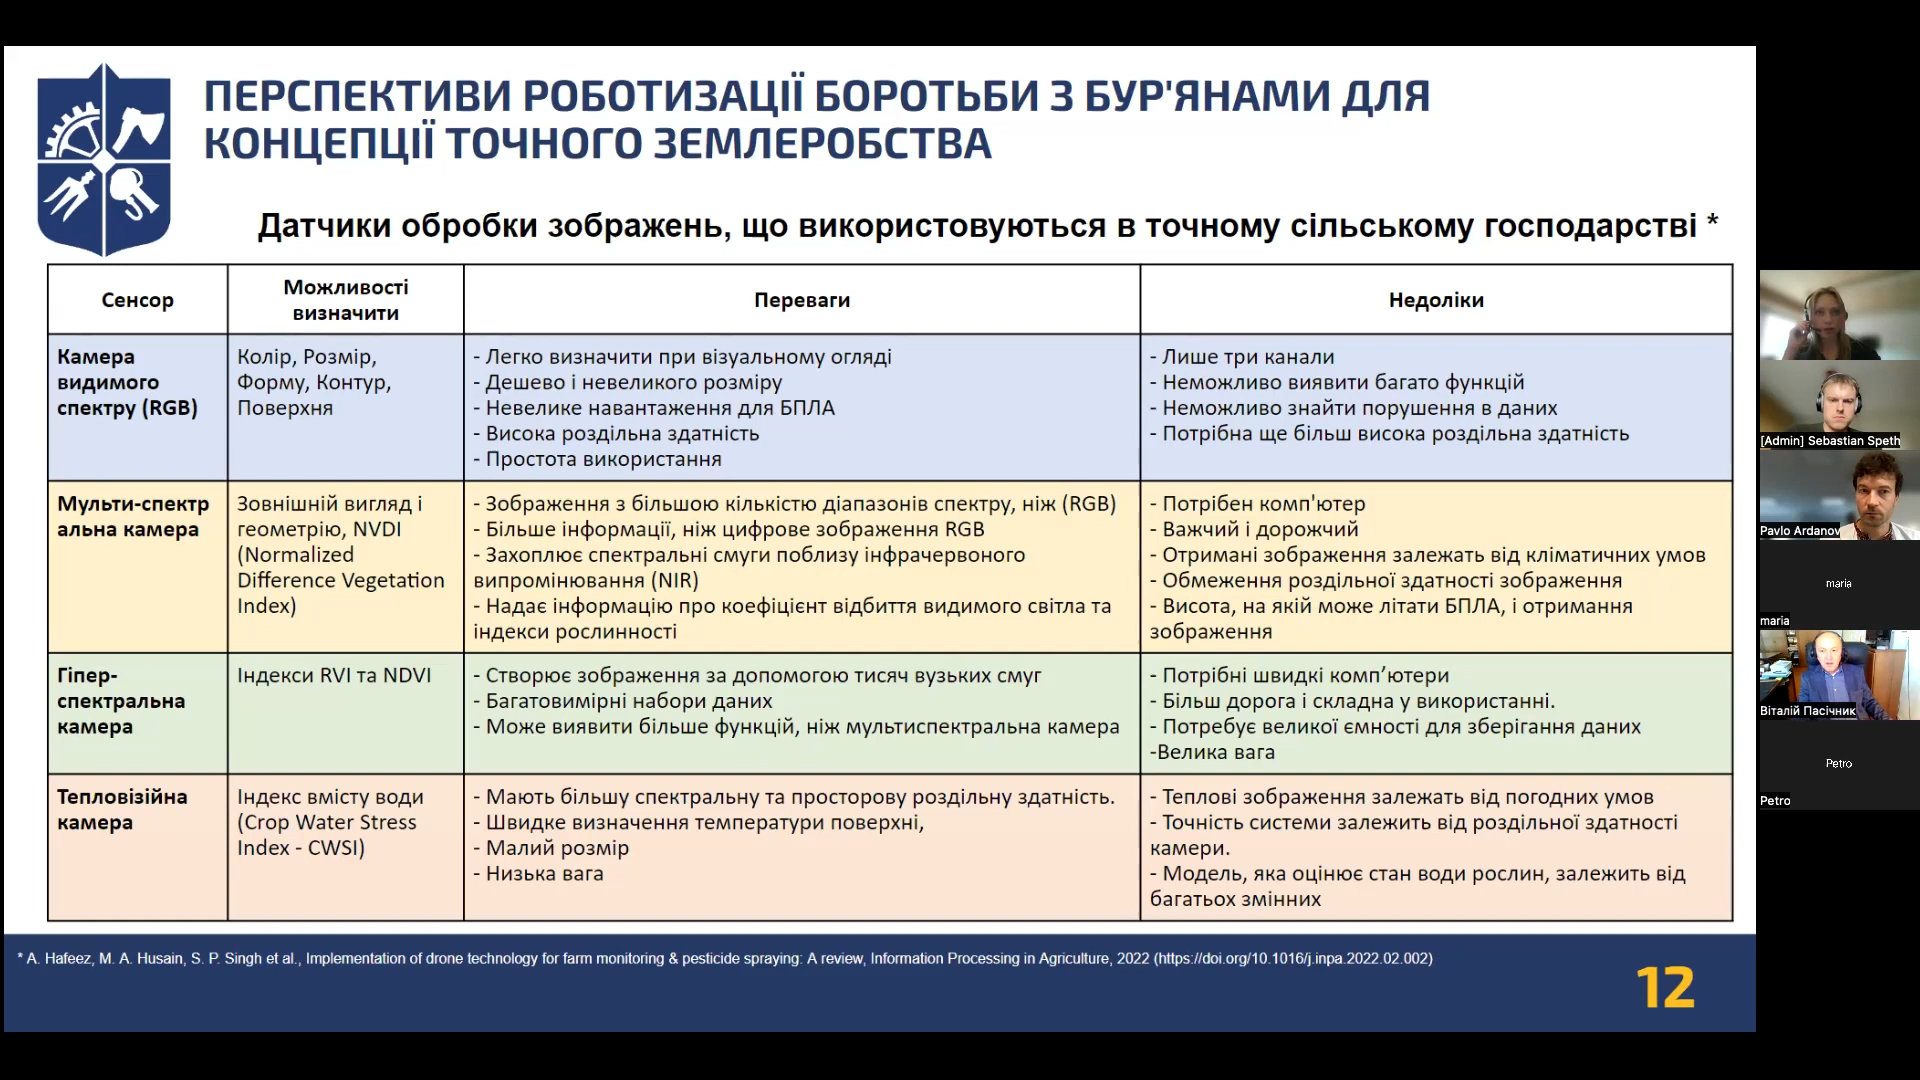 ПЕРСПЕКТИВИ РОБОТИЗАЦІЇ БОРОТЬБИ З БУР'ЯНАМИ ДЛЯ
КОНЦЕПЦІЇ ТОЧНОГО ЗЕМЛЕРОБСТВА
Датчики обробки зображень, що використовуються в точному сільському господарстві *
Сенсор
Можливості
визначити
Переваги
Недоліки
Камера
видимого
спектру (RGB)
Колір, Розмір,
Форму, Контур,
Поверхня
- Легко визначити при візуальному огляді
- Дешево і невеликого розміру
- Невелике навантаження для БПЛА
- Висока роздільна здатність
- Простота використання
- Лише три канали
- Неможливо виявити багато функцій
- Неможливо знайти порушення в даних
- Потрібна ще більш висока роздільна здатність
Мульти-спектр
альна камера
Зовнішній вигляд і
геометрію, NVDI
(Normalized
Difference Vegetation
Index)
- Зображення з більшою кількістю діапазонів спектру, ніж (RGB)
- Більше інформації, ніж цифрове зображення RGB
- Захоплює спектральні смуги поблизу інфрачервоного
випромінювання (NIR)
- Надає інформацію про коефіцієнт відбиття видимого світла та
індекси рослинності
- Потрібен комп'ютер
- Важчий і дорожчий
- Отримані зображення залежать від кліматичних умов
- Обмеження роздільної здатності зображення
- Висота, на якій може літати БПЛА, і отримання
зображення
Гіпер-
спектральна
камера
Індекси RVI та NDVI
- Створює зображення за допомогою тисяч вузьких смуг
- Багатовимірні набори даних
- Може виявити більше функцій, ніж мультиспектральна камера
- Потрібні швидкі комп’ютери
- Більш дорога і складна у використанні.
- Потребує великої ємності для зберігання даних
-Велика вага
Тепловізійна
камера
Індекс вмісту води
(Crop Water Stress
Index - CWSI)
- Мають більшу спектральну та просторову роздільну здатність.
- Швидке визначення температури поверхні,
- Малий розмір
- Низька вага
- Теплові зображення залежать від погодних умов
- Точність системи залежить від роздільної здатності
камери.
- Модель, яка оцінює стан води рослин, залежить від
багатьох змінних
* A. Hafeez, M. A. Husain, S. P. Singh et al., Implementation of drone technology for farm monitoring & pesticide spraying: A review, Information Processing in Agriculture, 2022 (https://doi.org/10.1016/j.inpa.2022.02.002)
12
[Admin] Sebastian Speth
Pavlo Ardanov
maria
maria
Віталій Пасічник
Petro
Petro